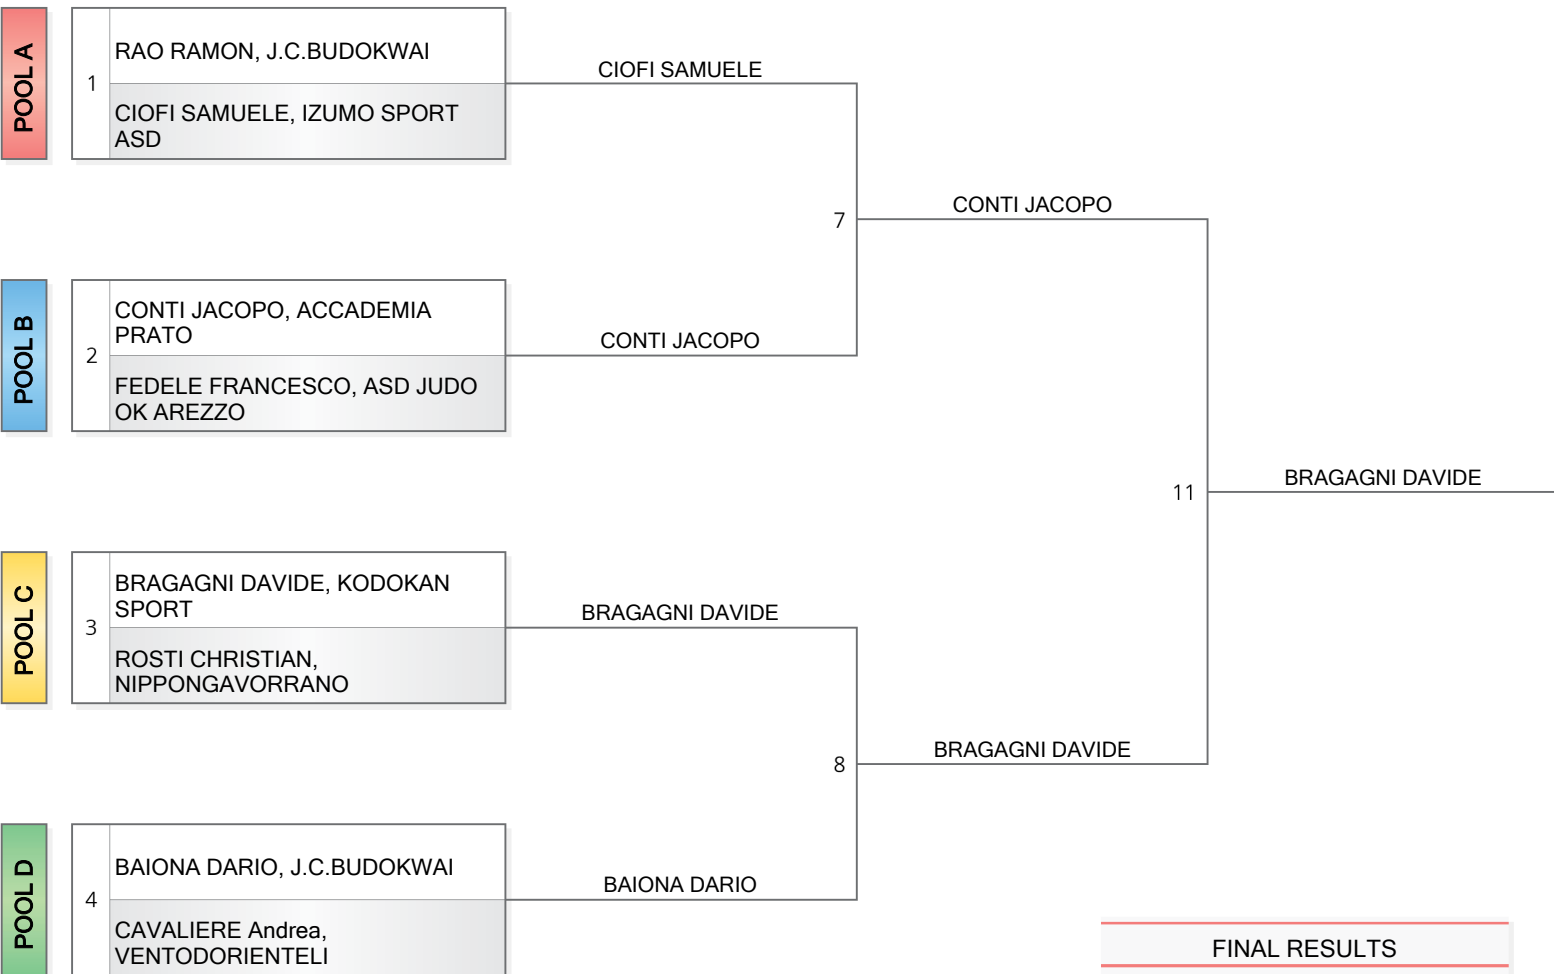 POOL A
1
RAO RAMON, J.C.BUDOKWAI
CIOFI SAMUELE, IZUMO SPORT
ASD
CIOFI SAMUELE
7
CONTI JACOPO
POOL B
2
CONTI JACOPO, ACCADEMIA
PRATO
FEDELE FRANCESCO, ASD JUDO
OK AREZZO
CONTI JACOPO
11
BRAGAGNI DAVIDE
POOL C
3
BRAGAGNI DAVIDE, KODOKAN
SPORT
ROSTI CHRISTIAN,
NIPPONGAVORRANO
BRAGAGNI DAVIDE
8
BRAGAGNI DAVIDE
POOL D
4
BAIONA DARIO, J.C.BUDOKWAI
CAVALIERE Andrea,
VENTODORIENTELI
BAIONA DARIO
FINAL RESULTS